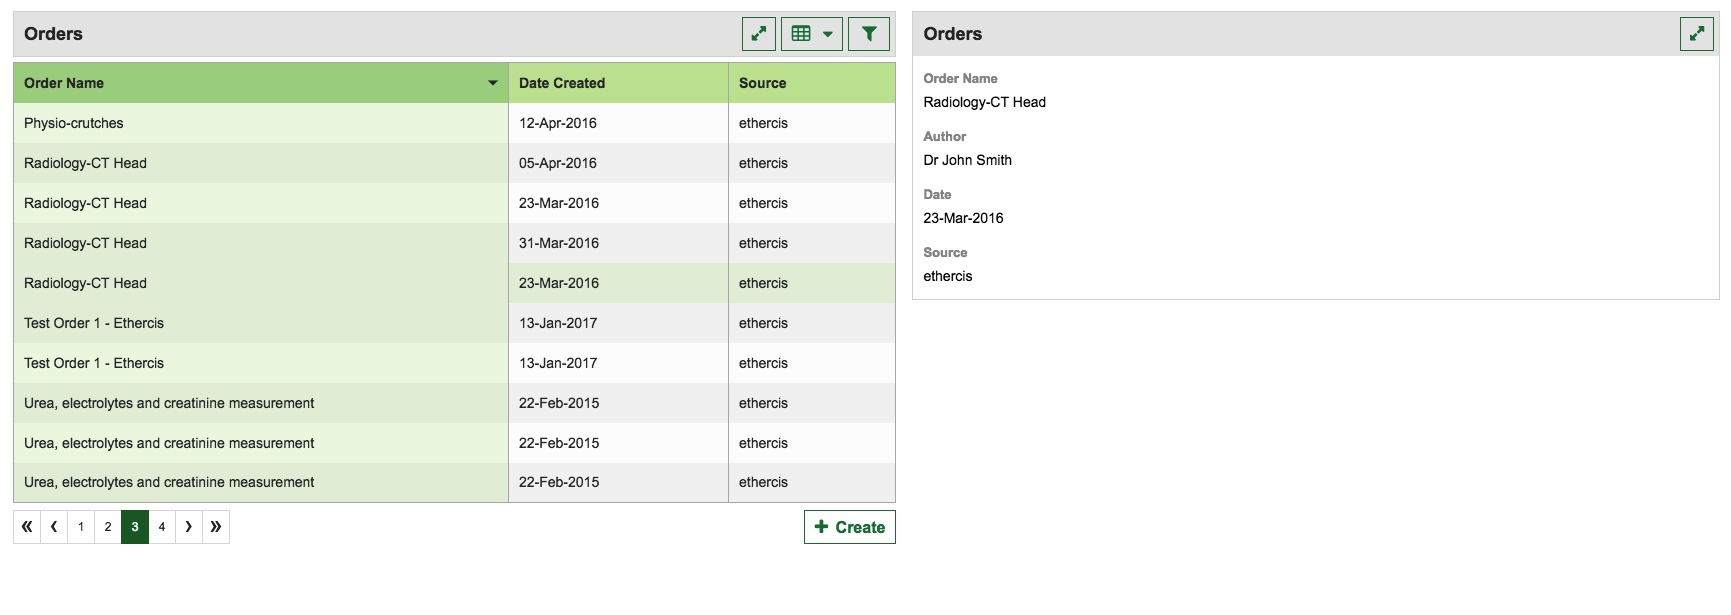 Orders
Order Name Date Created Source
Physio-crutches 12-Apr-2016 ethercis
Radiology-CT Head 05-Apr-2016 ethercis
Radiology-CT Head 23-Mar-2016 ethercis
Radiology-CT Head 31-Mar-2016 ethercis
Radiology-CT Head 23-Mar-2016 ethercis
Test Order 1 - Ethercis 13-Jan-2017 ethercis
Test Order 1 - Ethercis 13-Jan-2017 ethercis
Urea, electrolytes and creatinine measurement 22-Feb-2015 ethercis
Urea, electrolytes and creatinine measurement 22-Feb-2015 ethercis
Urea, electrolytes and creatinine measurement 22-Feb-2015 ethercis
« ‹ 1 2 3 4 › » + Create
Orders
Order Name
Radiology-CT Head
Author
Dr John Smith
Date
23-Mar-2016
Source
ethercis